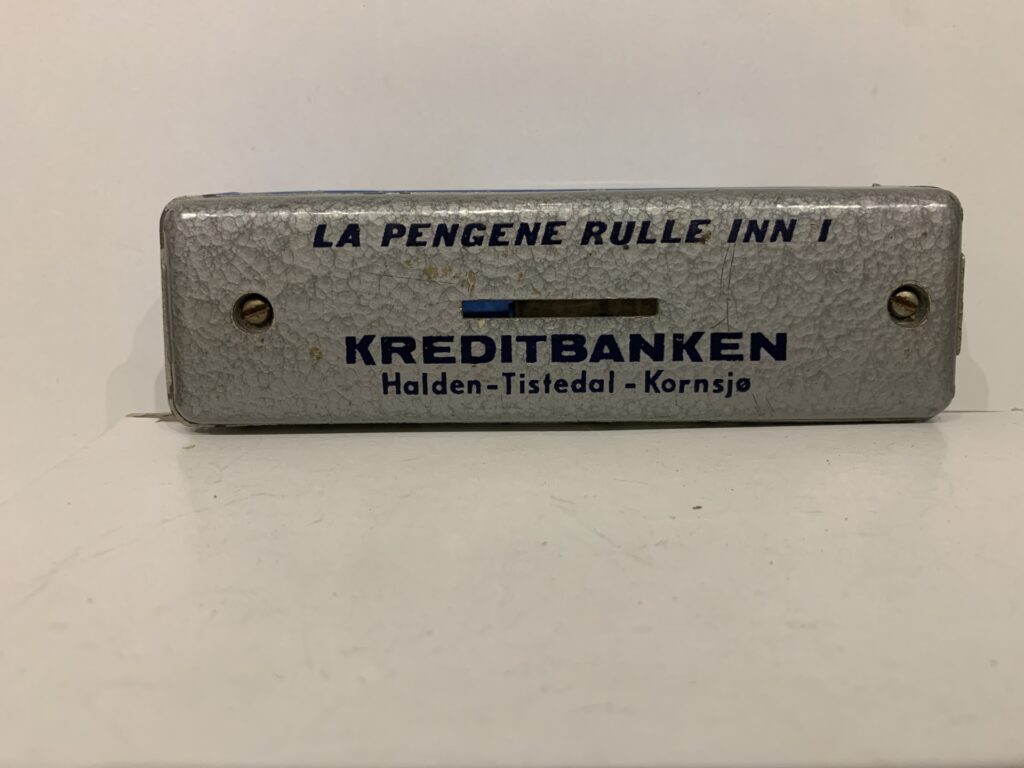 LA PENGENE RULLE INN I
KREDITBANKEN
Halden-Tistedal-Kornsjø